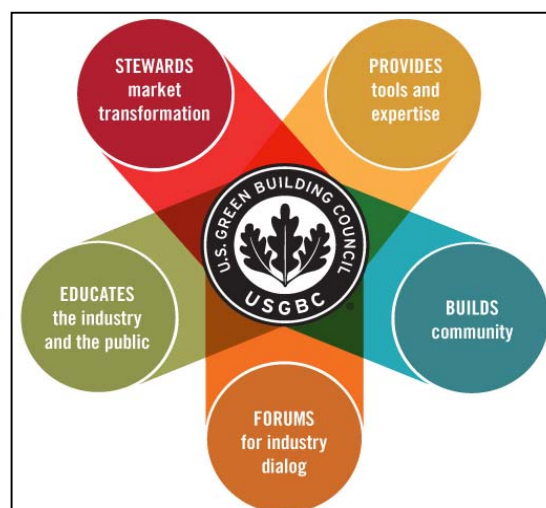 STEWARDS
market
transformation
PROVIDES
tools and
expertise
U.S. GREEN BUILDING COUNCIL
USGBC
®
EDUCATES
the industry
and the public
BUILDS
community
FORUMS
for industry
dialog